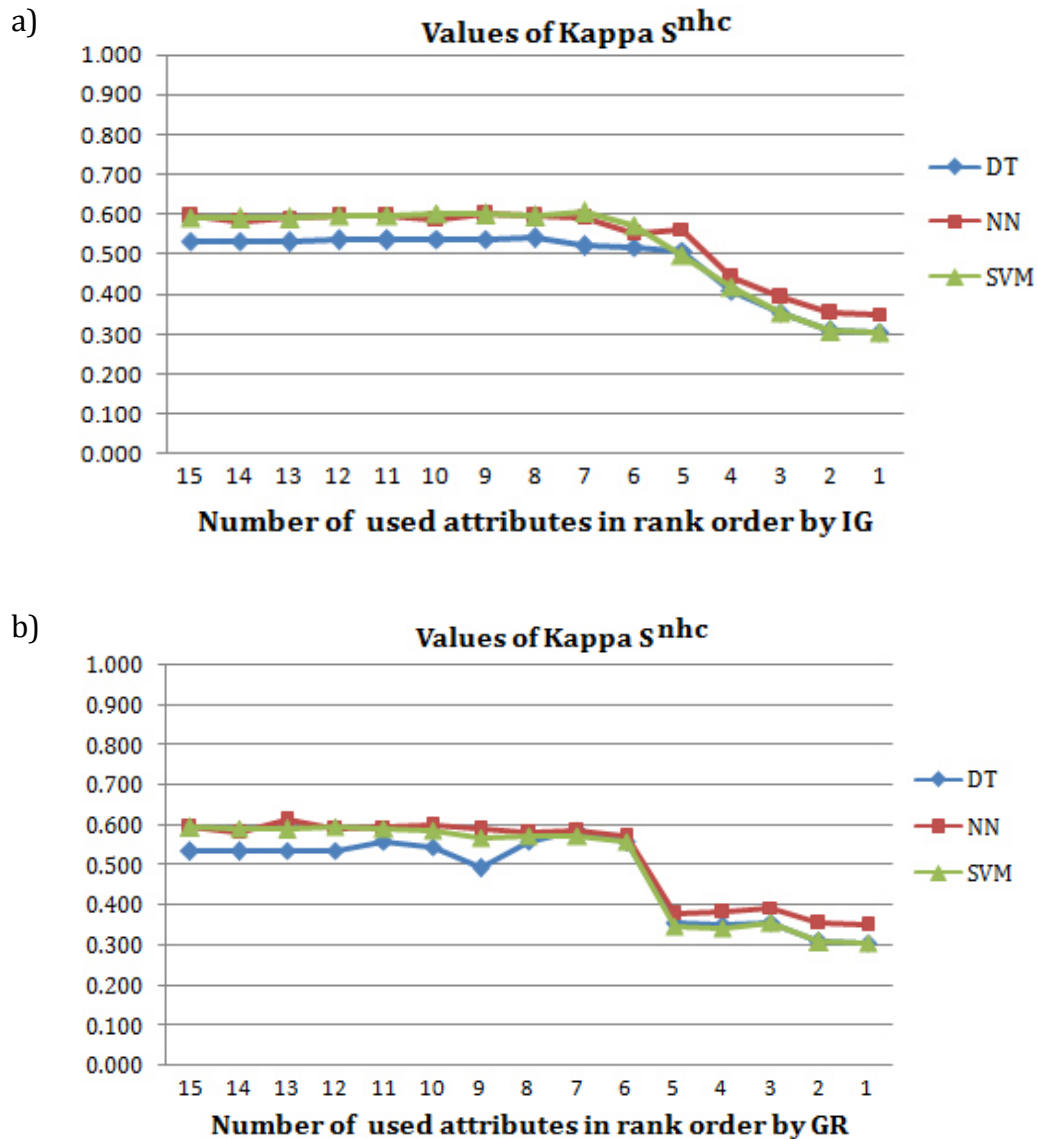 a)
Values of Kappa S^nhc
1.000
0.900
0.800
0.700
0.600
0.500
0.400
0.300
0.200
0.100
0.000
15 14 13 12 11 10 9 8 7 6 5 4 3 2 1
Number of used attributes in rank order by IG
DT
NN
SVM
b)
Values of Kappa S^nhc
1.000
0.900
0.800
0.700
0.600
0.500
0.400
0.300
0.200
0.100
0.000
15 14 13 12 11 10 9 8 7 6 5 4 3 2 1
Number of used attributes in rank order by GR
DT
NN
SVM